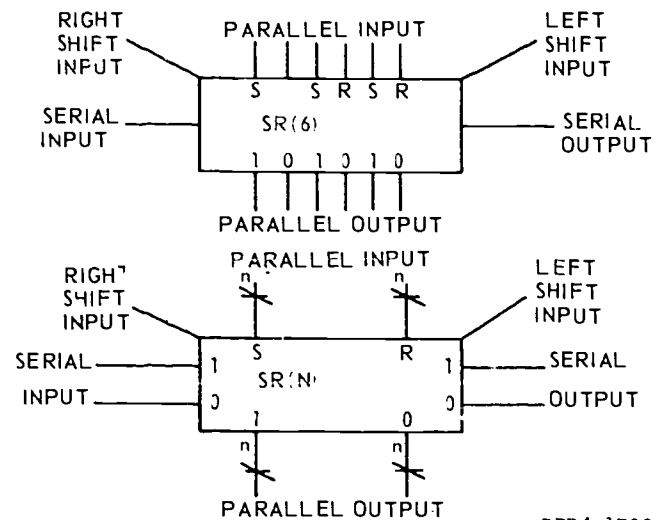 RIGHT
SHIFT
INPUT
PARALLEL INPUT
LEFT
SHIFT
INPUT
S S R S R
SERIAL
INPUT
SR(6)
SERIAL
OUTPUT
1 0 1 0 1 0
PARALLEL OUTPUT
PARALLEL INPUT
RIGHT
SHIFT
INPUT
n n
LEFT
SHIFT
INPUT
S R
SERIAL 1 1 SERIAL
SR(N)
INPUT 0 0 OUTPUT
1 0
n n
PARALLEL OUTPUT